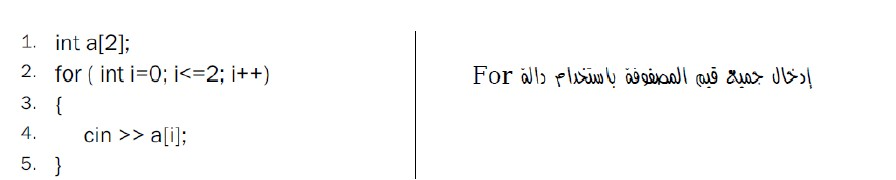 1. int a[2];
2. for ( int i=0; i<=2; i++)
3. {
4. cin >> a[i];
5. }
إدخال جميع قيم المصفوفة باستخدام دالة For